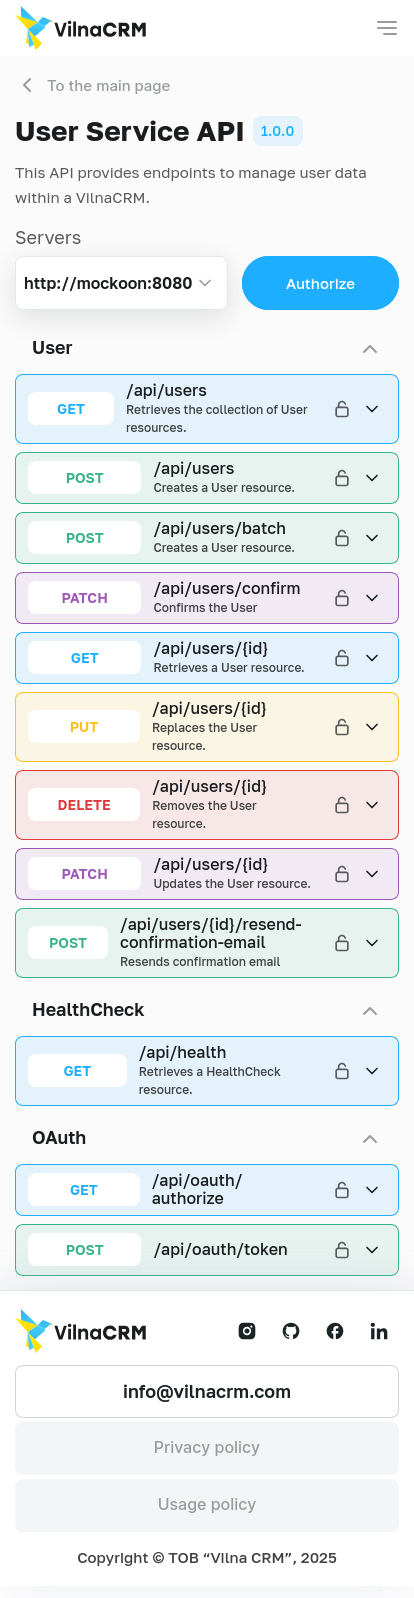 VilnaCRM
To the main page
User Service API 1.0.0
This API provides endpoints to manage user data
within a VilnaCRM.
Servers
http://mockoon:8080
Authorize
User
GET
/api/users
Retrieves the collection of User
resources.
POST
/api/users
Creates a User resource.
POST
/api/users/batch
Creates a User resource.
PATCH
/api/users/confirm
Confirms the User
GET
/api/users/{id}
Retrieves a User resource.
PUT
/api/users/{id}
Replaces the User
resource.
DELETE
/api/users/{id}
Removes the User
resource.
PATCH
/api/users/{id}
Updates the User resource.
POST
/api/users/{id}/resend-
confirmation-email
Resends confirmation email
HealthCheck
GET
/api/health
Retrieves a HealthCheck
resource.
OAuth
GET
/api/oauth/
authorize
POST
/api/oauth/token
VilnaCRM
info@vilnacrm.com
Privacy policy
Usage policy
Copyright © ТОВ “Vilna CRM”, 2025